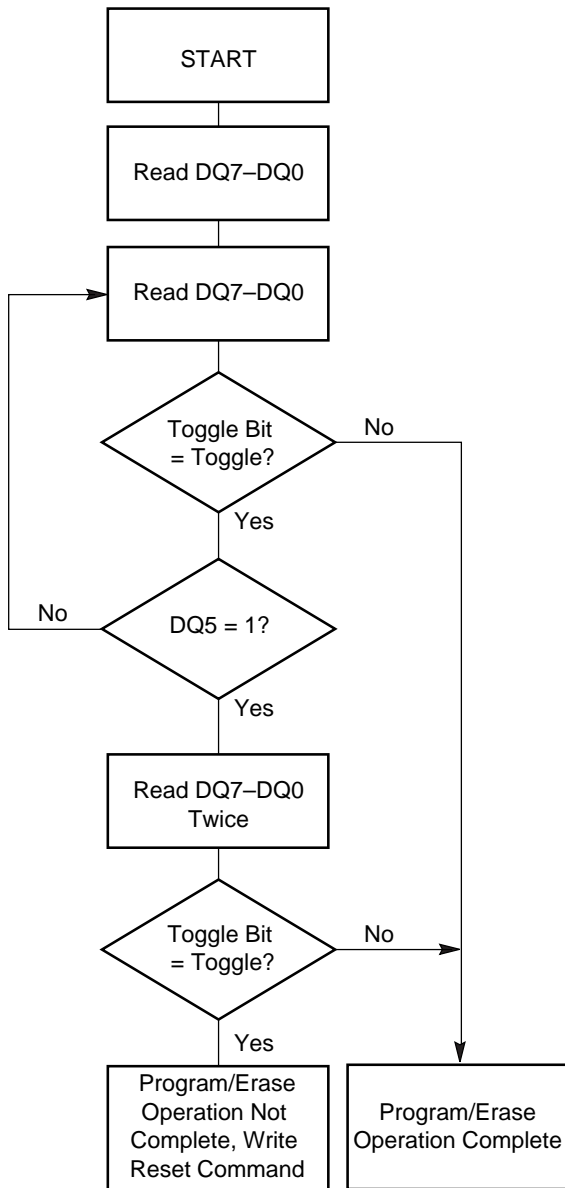 START
Read DQ7–DQ0
Read DQ7–DQ0
Toggle Bit
= Toggle?
No
Yes
No
DQ5 = 1?
Yes
Read DQ7–DQ0
Twice
Toggle Bit
= Toggle?
No
Yes
Program/Erase
Operation Not
Complete, Write
Reset Command
Program/Erase
Operation Complete